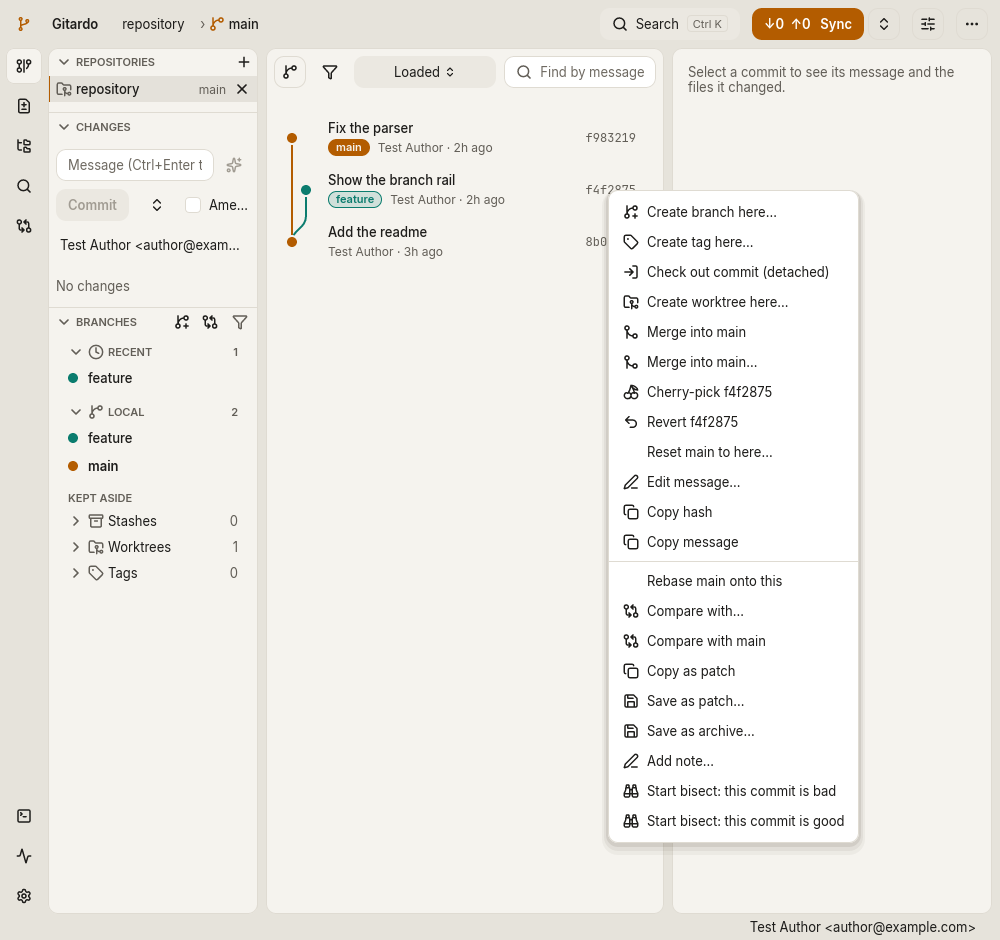 Gitardo
repository
main
Search Ctrl K
↓0 ↑0 Sync
REPOSITORIES
repository main
CHANGES
Message (Ctrl+Enter t
Commit
Ame...
Test Author <author@exam...
No changes
BRANCHES
RECENT 1
feature
LOCAL 2
feature
main
KEPT ASIDE
Stashes 0
Worktrees 1
Tags 0
Loaded
Find by message
Fix the parser
main Test Author · 2h ago
f983219
Show the branch rail
feature Test Author · 2h ago
f4f2875
Add the readme
Test Author · 3h ago
8b0
Select a commit to see its message and the
files it changed.
Create branch here...
Create tag here...
Check out commit (detached)
Create worktree here...
Merge into main
Merge into main...
Cherry-pick f4f2875
Revert f4f2875
Reset main to here...
Edit message...
Copy hash
Copy message
Rebase main onto this
Compare with...
Compare with main
Copy as patch
Save as patch...
Save as archive...
Add note...
Start bisect: this commit is bad
Start bisect: this commit is good
Test Author <author@example.com>